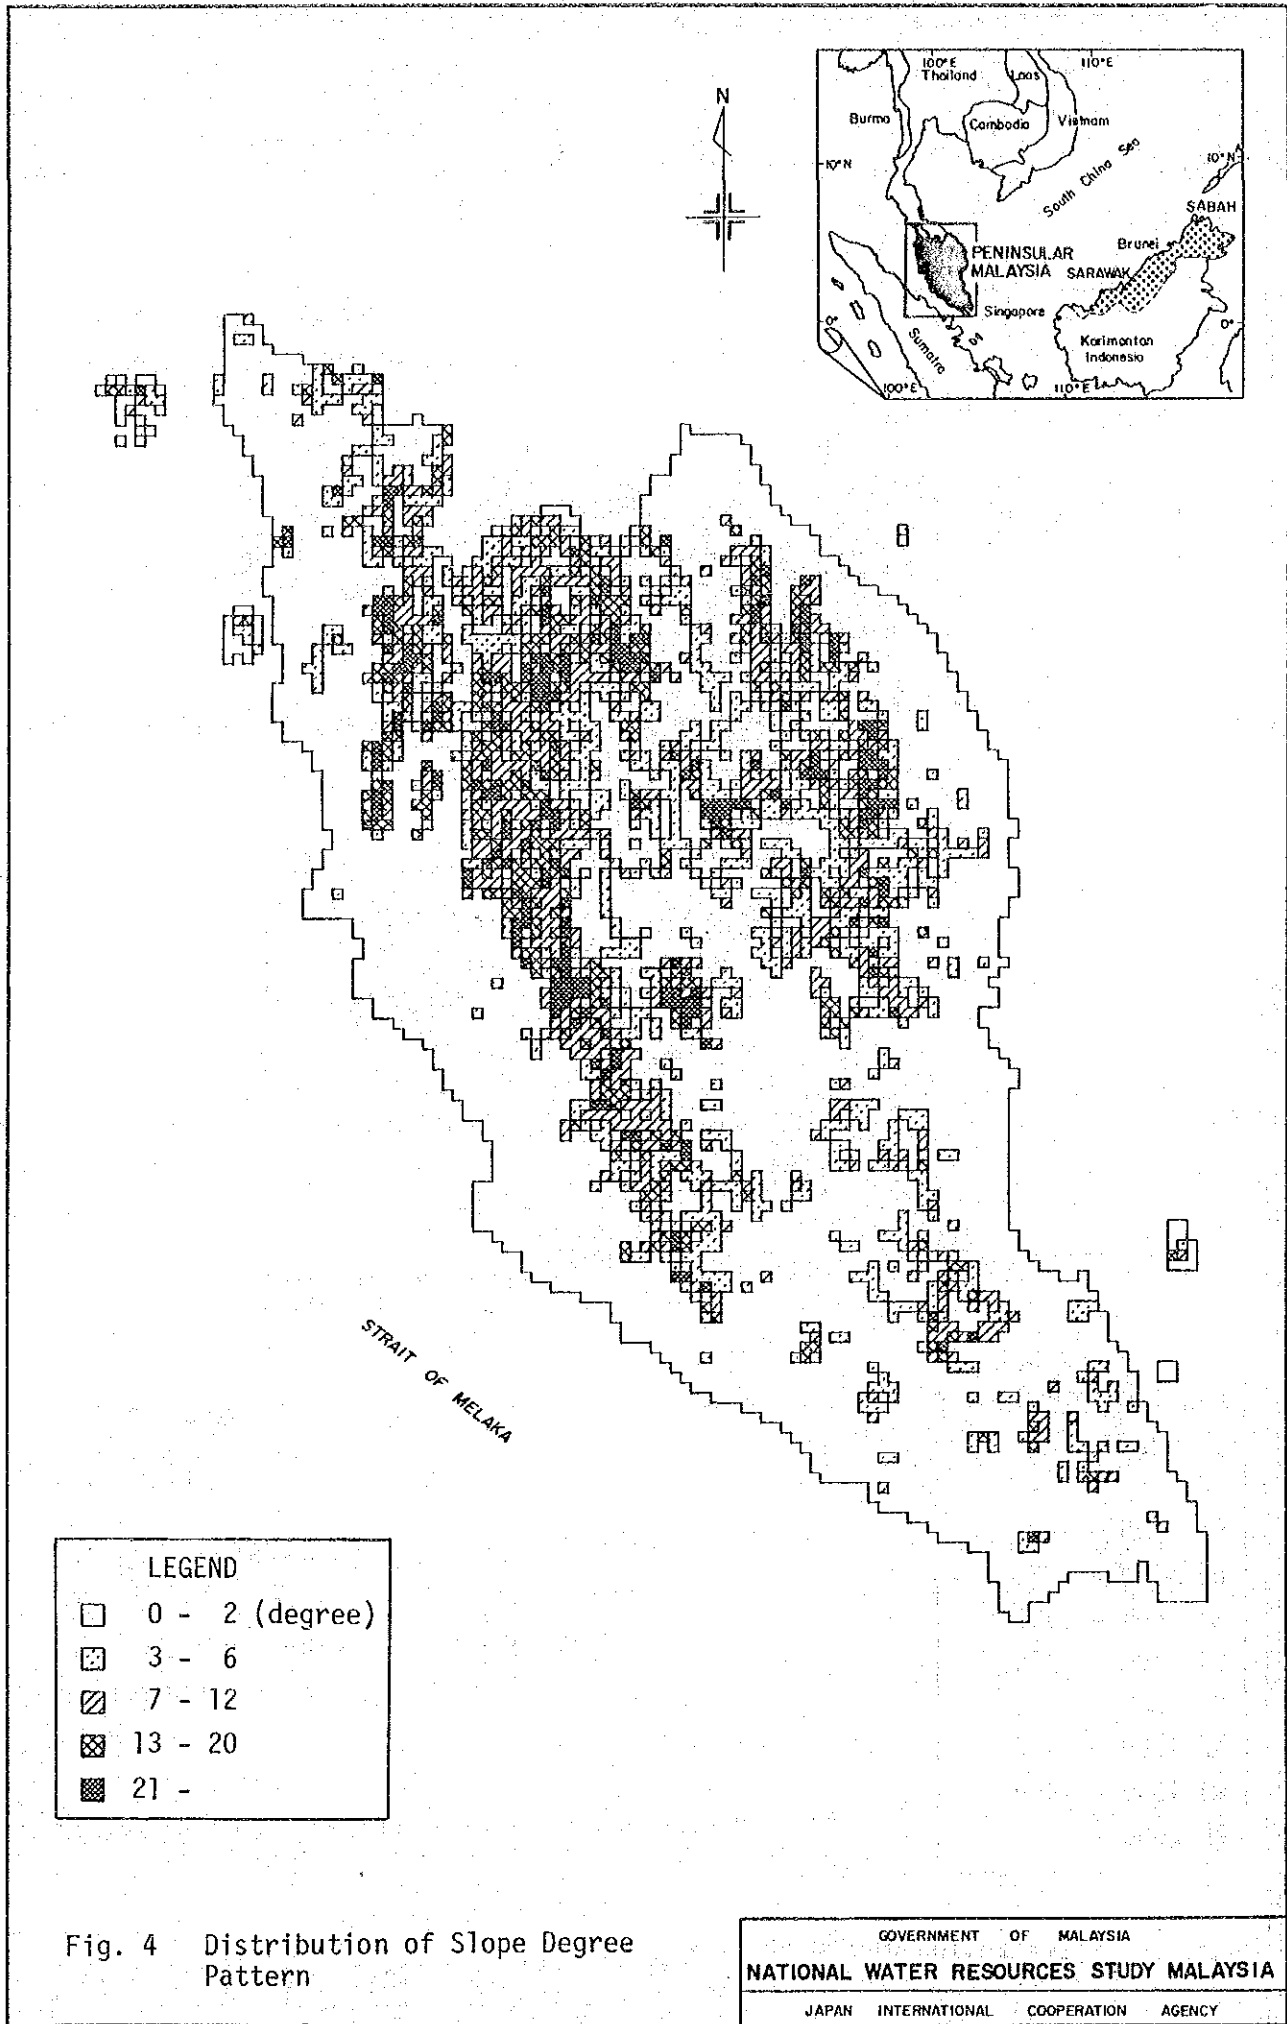 N
100°E
110°E
Thailand
Laos
Burma
Cambodia
Vietnam
10°N
10°N
South China Sea
SABAH
Brunei
PENINSULAR
MALAYSIA
SARAWAK
Singapore
0°
0°
Sumatra
Karimantan
Indonesia
100°E
110°E
STRAIT OF MELAKA
LEGEND
0 - 2 (degree)
3 - 6
7 - 12
13 - 20
21 -
Fig. 4 Distribution of Slope Degree
Pattern
GOVERNMENT OF MALAYSIA
NATIONAL WATER RESOURCES STUDY MALAYSIA
JAPAN INTERNATIONAL COOPERATION AGENCY